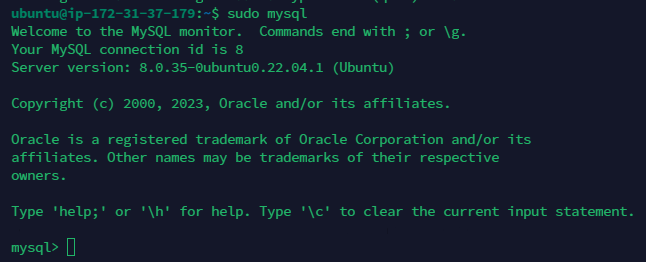 ubuntu@ip-172-31-37-179:~$ sudo mysql
Welcome to the MySQL monitor.  Commands end with ; or \g.
Your MySQL connection id is 8
Server version: 8.0.35-0ubuntu0.22.04.1 (Ubuntu)
Copyright (c) 2000, 2023, Oracle and/or its affiliates.
Oracle is a registered trademark of Oracle Corporation and/or its
affiliates. Other names may be trademarks of their respective
owners.
Type 'help;' or '\h' for help. Type '\c' to clear the current input statement.
mysql>